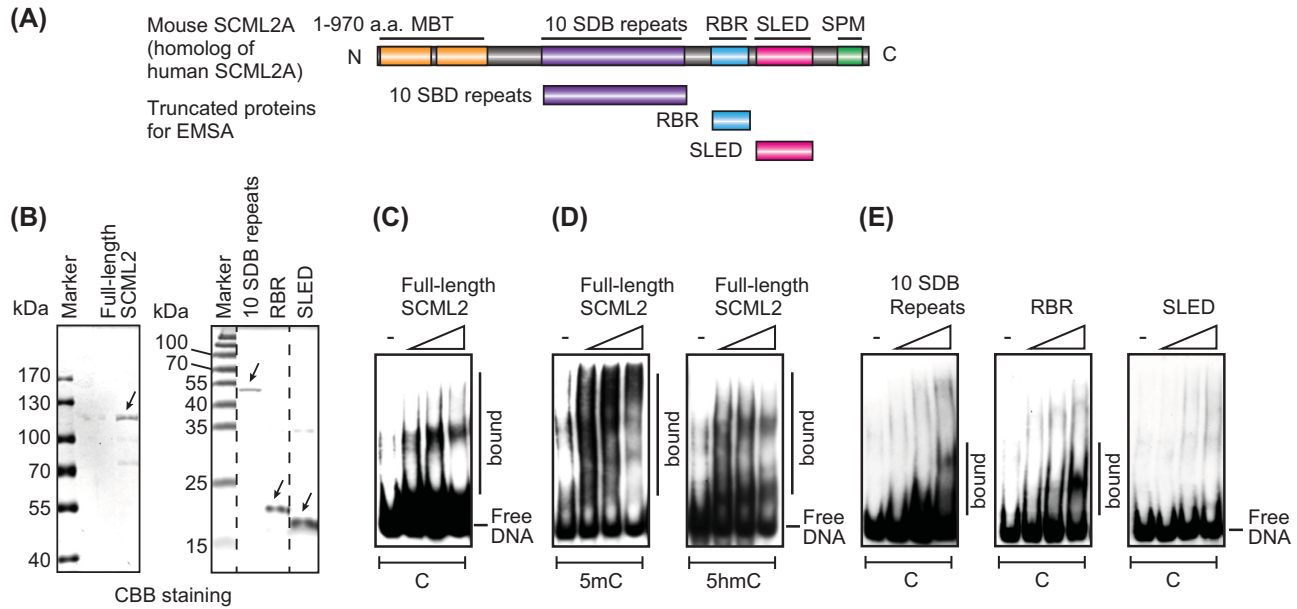 (A)
Mouse SCML2A
(homolog of
human SCML2A)
1-970 a.a. MBT
10 SDB repeats
RBR
SLED
SPM
N
C
Truncated proteins
for EMSA
10 SBD repeats
RBR
SLED
(B)
kDa
Marker
Full-length
SCML2
170
130
100
70
55
40
kDa
Marker
10 SDB repeats
RBR
SLED
100
70
55
40
35
25
15
CBB staining
(C)
Full-length
SCML2
-
bound
Free
DNA
C
(D)
Full-length
SCML2
-
bound
5mC
Full-length
SCML2
-
bound
Free
DNA
5hmC
(E)
10 SDB
Repeats
-
bound
C
RBR
-
bound
C
SLED
-
Free
DNA
C